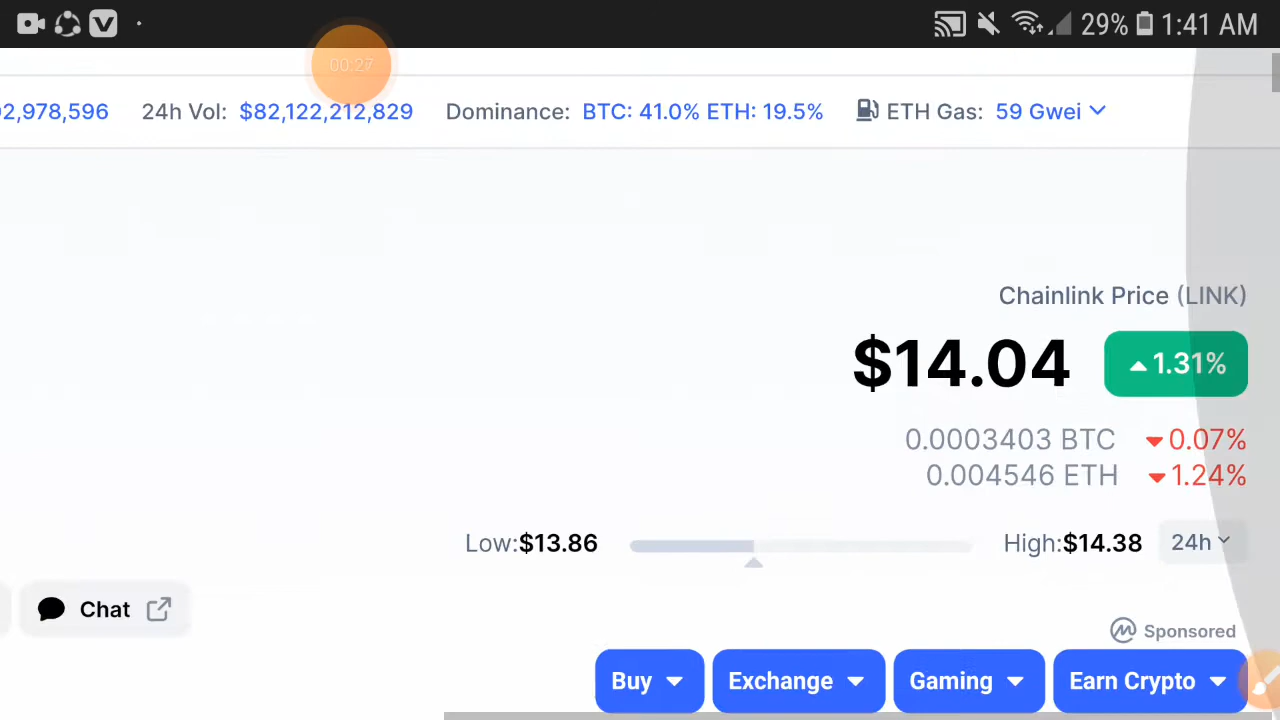 29% 1:41 AM
00:27
2,978,596 24h Vol: $82,122,212,829 Dominance: BTC: 41.0% ETH: 19.5% ETH Gas: 59 Gwei
Chainlink Price (LINK)
$14.04 1.31%
0.0003403 BTC 0.07%
0.004546 ETH 1.24%
Low:$13.86 High:$14.38 24h
Chat
Sponsored
Buy Exchange Gaming Earn Crypto